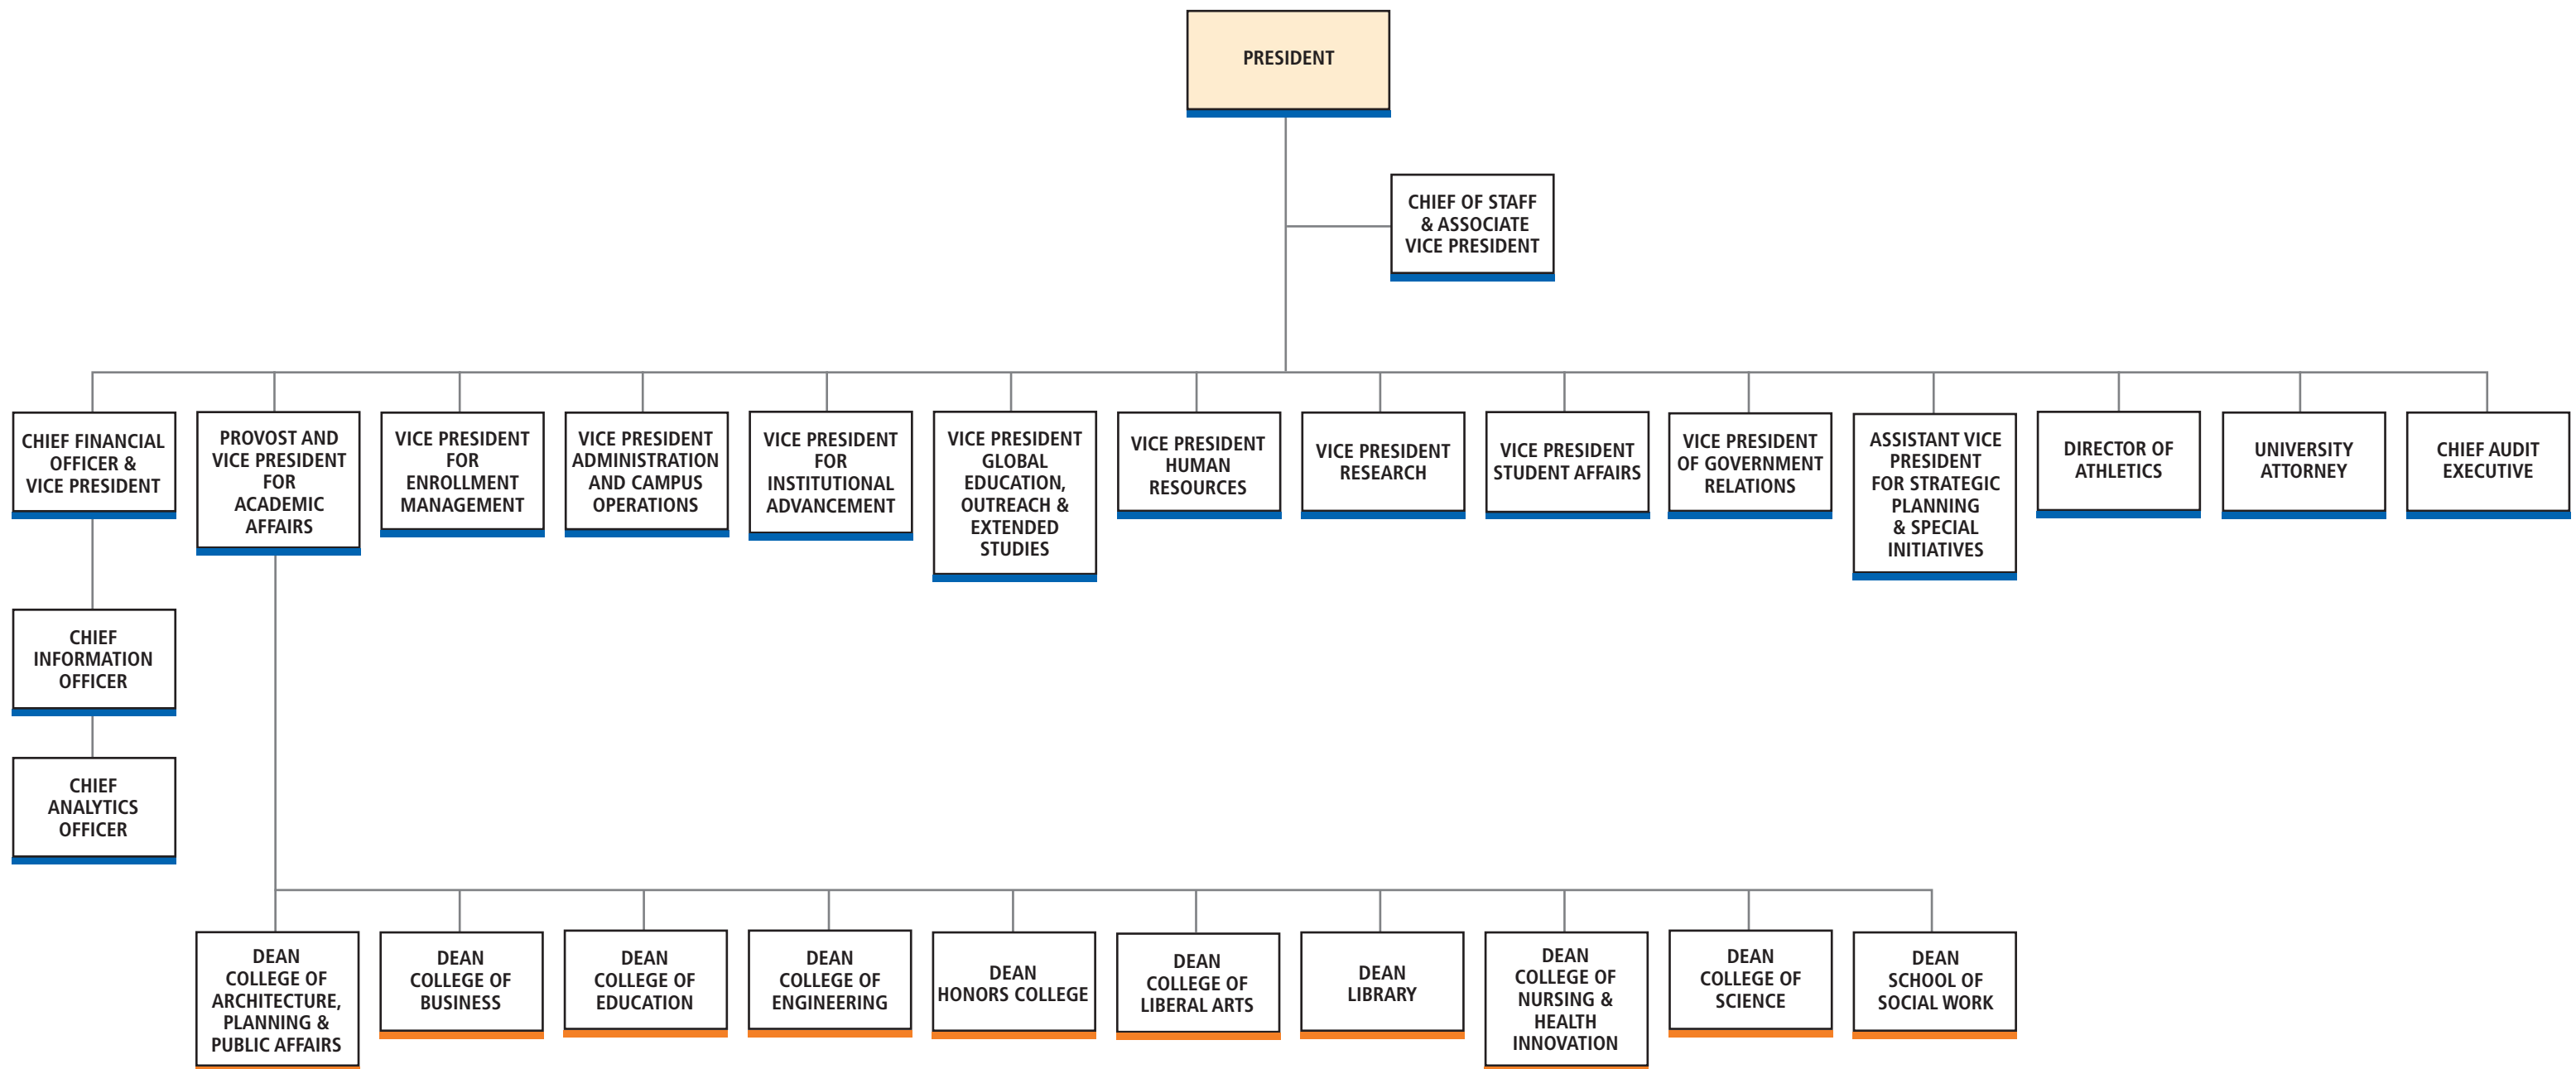 PRESIDENT
CHIEF OF STAFF
& ASSOCIATE
VICE PRESIDENT
CHIEF FINANCIAL
OFFICER &
VICE PRESIDENT
PROVOST AND
VICE PRESIDENT
FOR
ACADEMIC
AFFAIRS
VICE PRESIDENT
FOR
ENROLLMENT
MANAGEMENT
VICE PRESIDENT
ADMINISTRATION
AND CAMPUS
OPERATIONS
VICE PRESIDENT
FOR
INSTITUTIONAL
ADVANCEMENT
VICE PRESIDENT
GLOBAL
EDUCATION,
OUTREACH &
EXTENDED
STUDIES
VICE PRESIDENT
HUMAN
RESOURCES
VICE PRESIDENT
RESEARCH
VICE PRESIDENT
STUDENT AFFAIRS
VICE PRESIDENT
OF GOVERNMENT
RELATIONS
ASSISTANT VICE
PRESIDENT
FOR STRATEGIC
PLANNING
& SPECIAL
INITIATIVES
DIRECTOR OF
ATHLETICS
UNIVERSITY
ATTORNEY
CHIEF AUDIT
EXECUTIVE
CHIEF
INFORMATION
OFFICER
CHIEF
ANALYTICS
OFFICER
DEAN
COLLEGE OF
ARCHITECTURE,
PLANNING &
PUBLIC AFFAIRS
DEAN
COLLEGE OF
BUSINESS
DEAN
COLLEGE OF
EDUCATION
DEAN
COLLEGE OF
ENGINEERING
DEAN
HONORS COLLEGE
DEAN
COLLEGE OF
LIBERAL ARTS
DEAN
LIBRARY
DEAN
COLLEGE OF
NURSING &
HEALTH
INNOVATION
DEAN
COLLEGE OF
SCIENCE
DEAN
SCHOOL OF
SOCIAL WORK